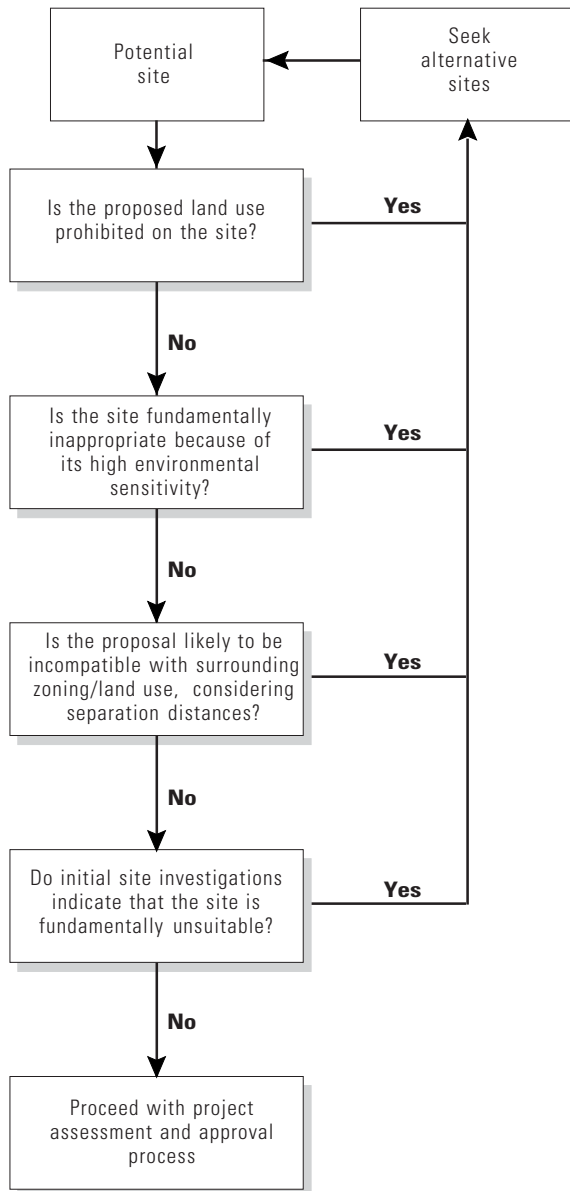 Potential
site
Seek
alternative
sites
Is the proposed land use
prohibited on the site?
Yes
No
Is the site fundamentally
inappropriate because of
its high environmental
sensitivity?
Yes
No
Is the proposal likely to be
incompatible with surrounding
zoning/land use, considering
separation distances?
Yes
No
Do initial site investigations
indicate that the site is
fundamentally unsuitable?
Yes
No
Proceed with project
assessment and approval
process